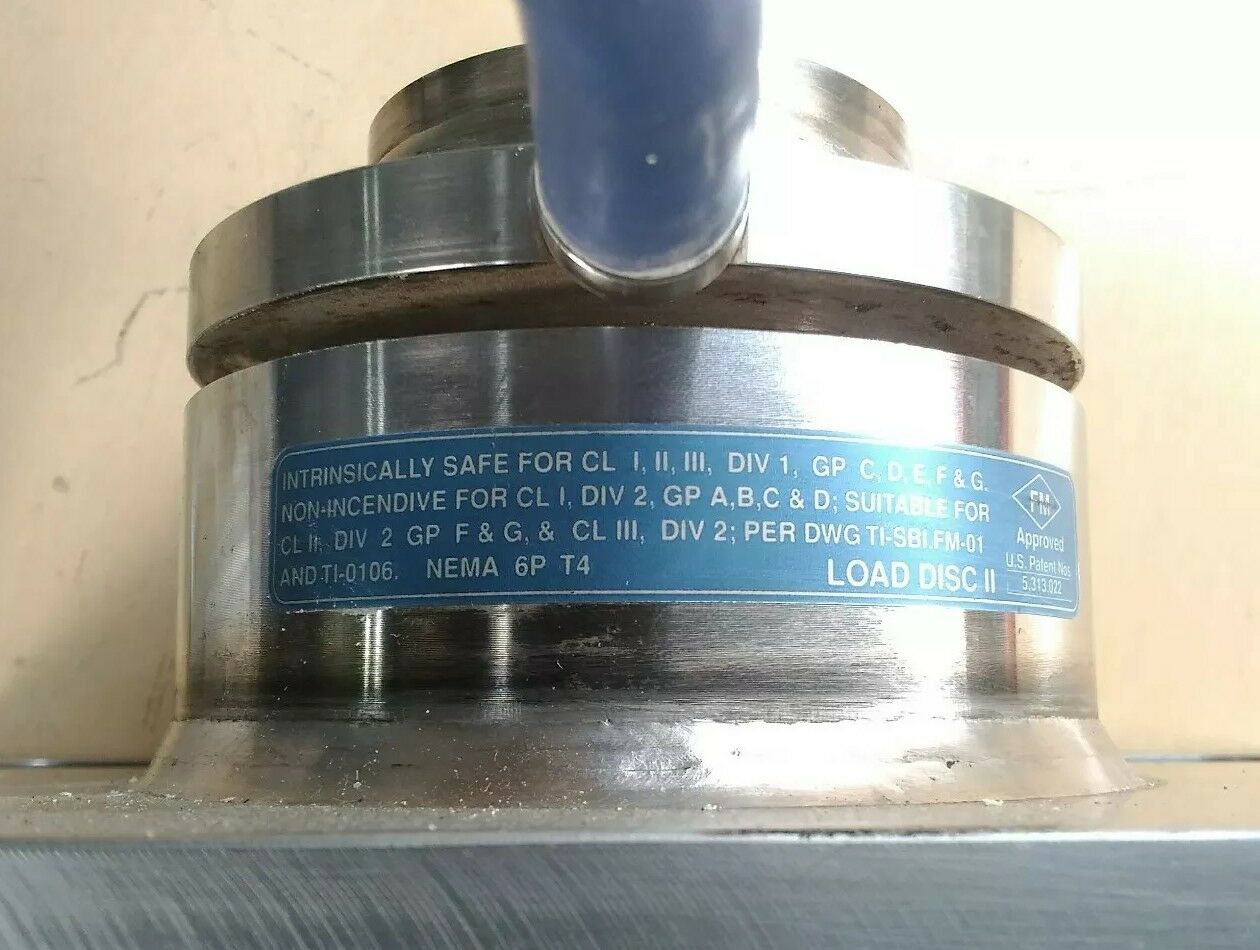 INTRINSICALLY SAFE FOR CL I, II, III, DIV 1, GP C, D, E, F & G.
NON-INCENDIVE FOR CL I, DIV 2, GP A,B,C & D; SUITABLE FOR
CL II, DIV 2 GP F & G, & CL III, DIV 2; PER DWG TI-SBI.FM-01
AND TI-0106. NEMA 6P T4
LOAD DISC II
FM
Approved
U.S. Patent Nos
5,313,022